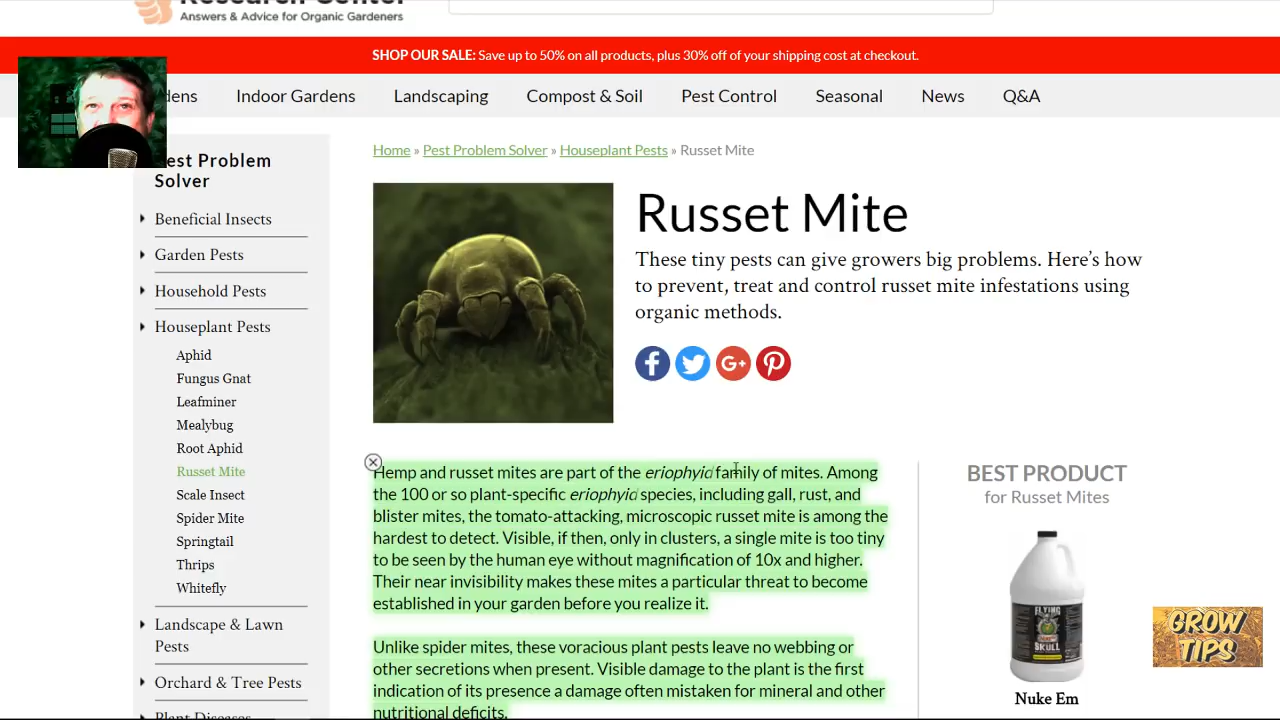 Research Center
Answers & Advice for Organic Gardeners
SHOP OUR SALE: Save up to 50% on all products, plus 30% off of your shipping cost at checkout.
Indoor Gardens
Landscaping
Compost & Soil
Pest Control
Seasonal
News
Q&A
Pest Problem
Solver
Beneficial Insects
Garden Pests
Household Pests
Houseplant Pests
Aphid
Fungus Gnat
Leafminer
Mealybug
Root Aphid
Russet Mite
Scale Insect
Spider Mite
Springtail
Thrips
Whitefly
Landscape & Lawn
Pests
Orchard & Tree Pests
Plant Diseases
Home » Pest Problem Solver » Houseplant Pests » Russet Mite
Russet Mite
These tiny pests can give growers big problems. Here's how
to prevent, treat and control russet mite infestations using
organic methods.
Hemp and russet mites are part of the eriophyid family of mites. Among
the 100 or so plant-specific eriophyid species, including gall, rust, and
blister mites, the tomato-attacking, microscopic russet mite is among the
hardest to detect. Visible, if then, only in clusters, a single mite is too tiny
to be seen by the human eye without magnification of 10x and higher.
Their near invisibility makes these mites a particular threat to become
established in your garden before you realize it.
Unlike spider mites, these voracious plant pests leave no webbing or
other secretions when present. Visible damage to the plant is the first
indication of its presence a damage often mistaken for mineral and other
nutritional deficits.
BEST PRODUCT
for Russet Mites
FLYING
SKULL
Nuke Em
GROW
TIPS